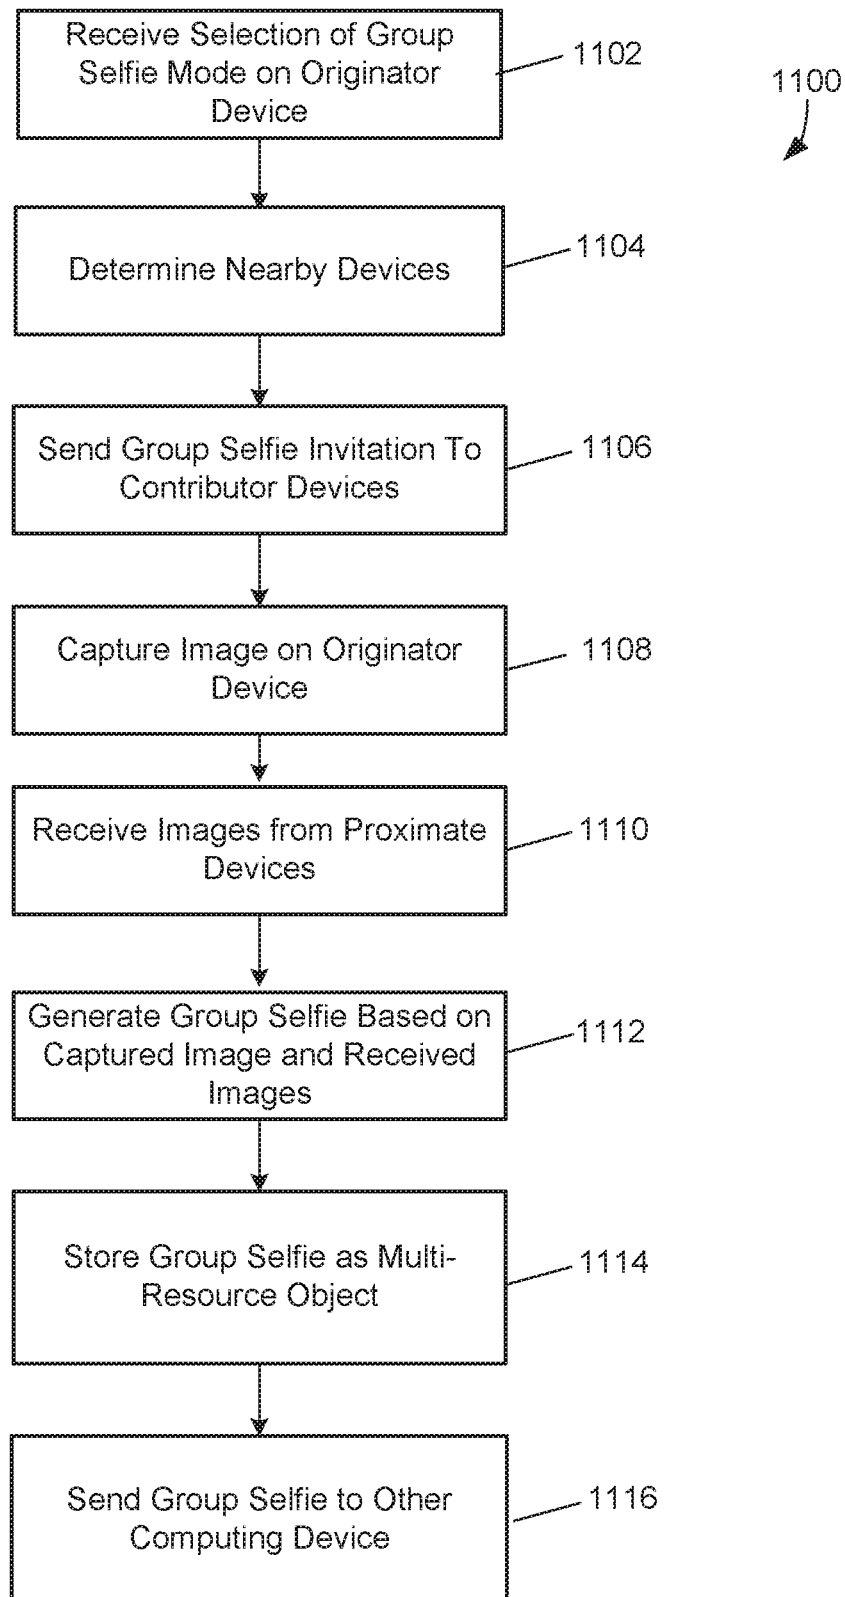 Receive Selection of Group
Selfie Mode on Originator
Device
1102
1100
Determine Nearby Devices
1104
Send Group Selfie Invitation To
Contributor Devices
1106
Capture Image on Originator
Device
1108
Receive Images from Proximate
Devices
1110
Generate Group Selfie Based on
Captured Image and Received
Images
1112
Store Group Selfie as Multi-
Resource Object
1114
Send Group Selfie to Other
Computing Device
1116